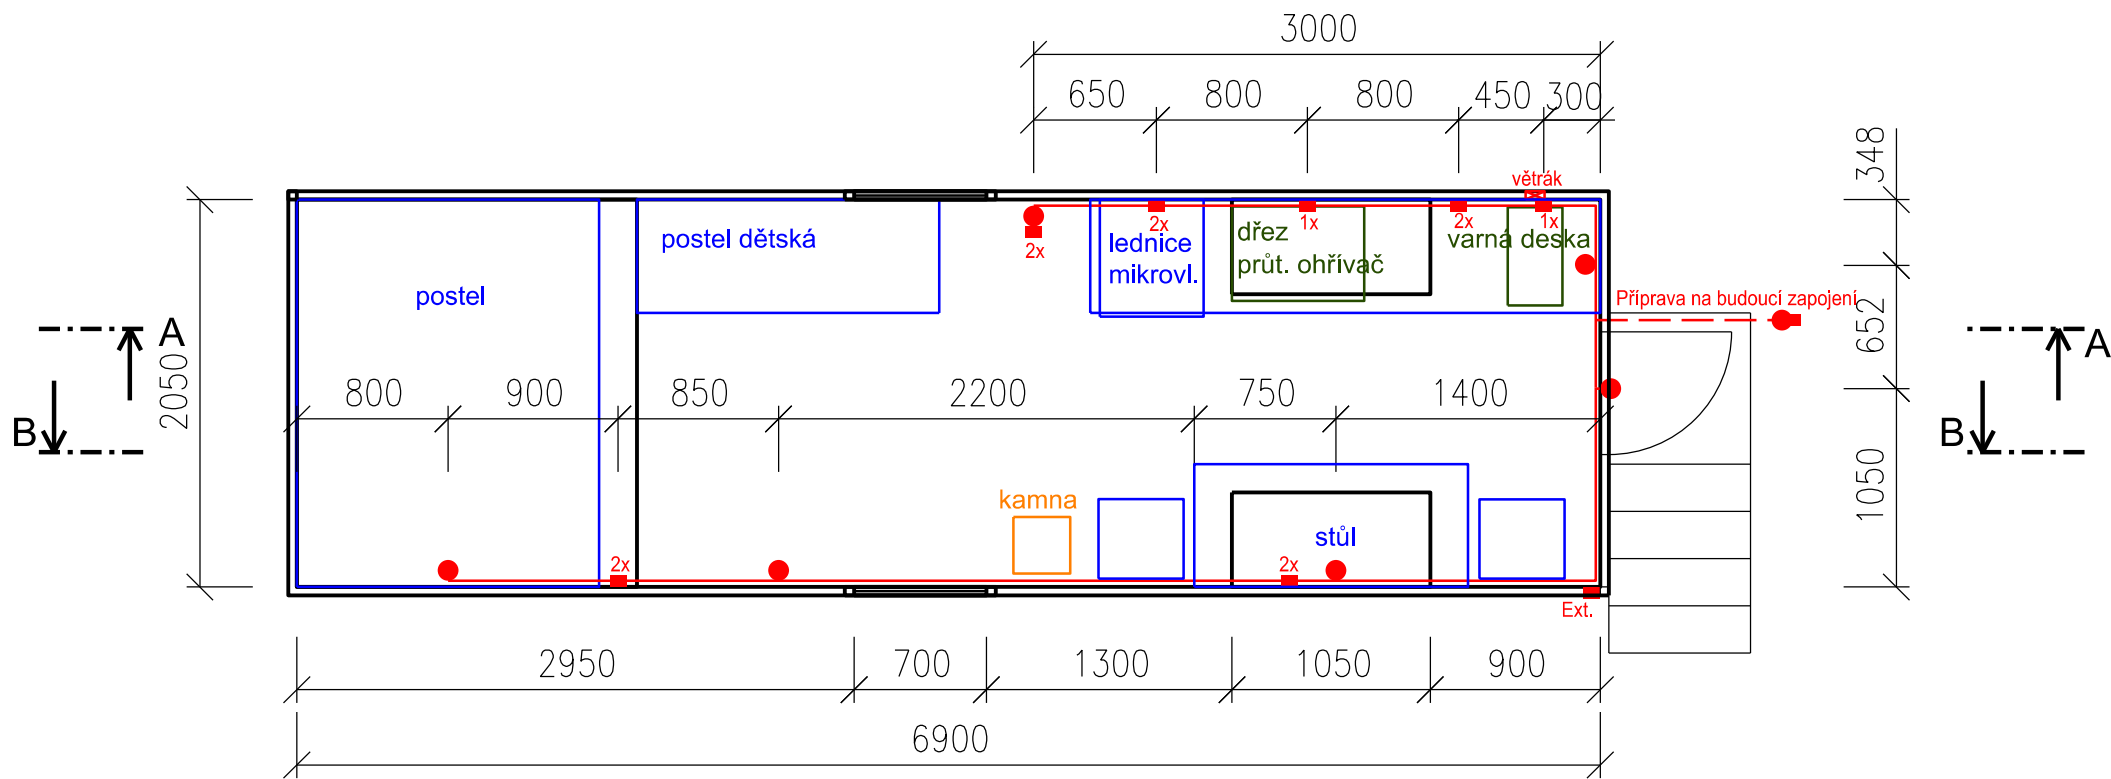 3000
650
800
800
450
300
348
větrák
2x
1x
2x
1x
2x
postel dětská
lednice
mikrovl.
dřez
průt. ohřívač
varná deska
postel
Příprava na budoucí zapojení
652
A
A
2050
B
B
800
900
850
2200
750
1400
1050
kamna
stůl
2x
2x
Ext.
2950
700
1300
1050
900
6900